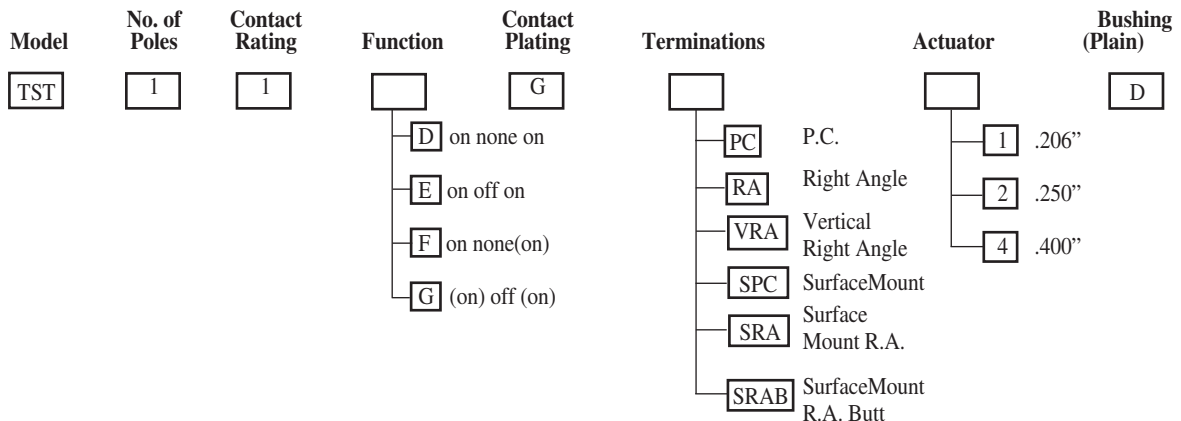 No. of Contact Contact Bushing
Model Poles Rating Function Plating Terminations Actuator (Plain)
TST 1 1 G D
D on none on
E on off on
F on none(on)
G (on) off (on)
PC P.C.
RA Right Angle
VRA Vertical
Right Angle
SPC SurfaceMount
SRA Surface
Mount R.A.
SRAB SurfaceMount
R.A. Butt
1 .206”
2 .250”
4 .400”